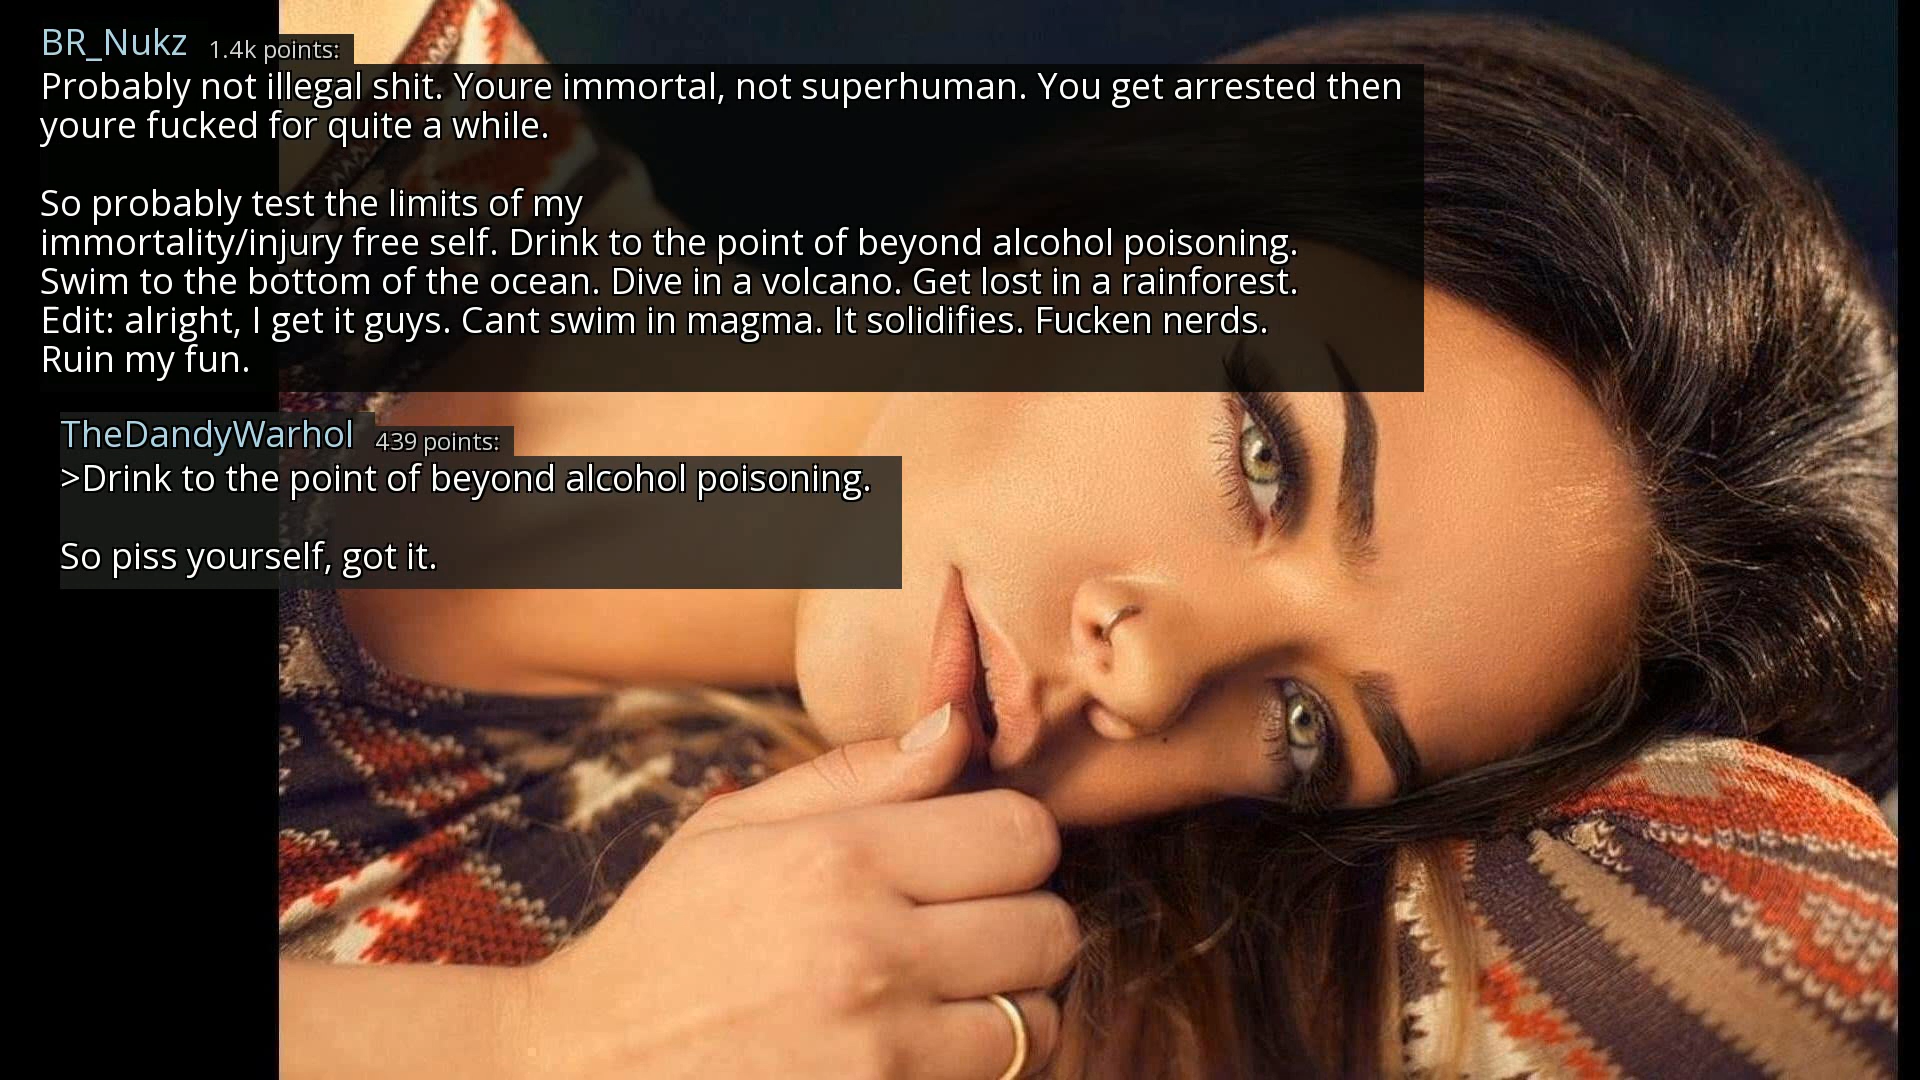 BR_Nukz 1.4k points:
Probably not illegal shit. Youre immortal, not superhuman. You get arrested then
youre fucked for quite a while.
So probably test the limits of my
immortality/injury free self. Drink to the point of beyond alcohol poisoning.
Swim to the bottom of the ocean. Dive in a volcano. Get lost in a rainforest.
Edit: alright, I get it guys. Cant swim in magma. It solidifies. Fucken nerds.
Ruin my fun.
TheDandyWarhol 439 points:
>Drink to the point of beyond alcohol poisoning.
So piss yourself, got it.